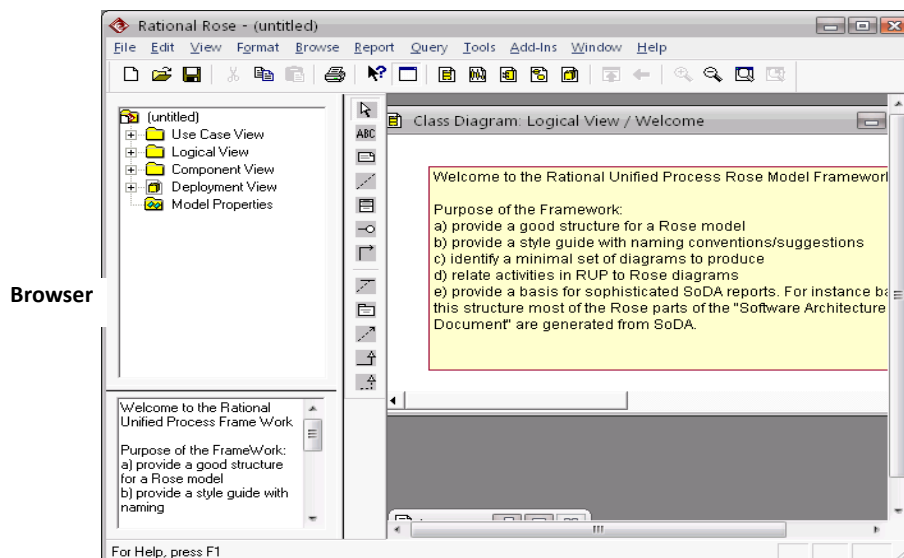 Rational Rose - (untitled)
File Edit View Format Browse Report Query Tools Add-Ins Window Help
(untitled)
Use Case View
Logical View
Component View
Deployment View
Model Properties
Browser
ABC
Class Diagram: Logical View / Welcome
Welcome to the Rational Unified Process Rose Model Framework
Purpose of the Framework:
a) provide a good structure for a Rose model
b) provide a style guide with naming conventions/suggestions
c) identify a minimal set of diagrams to produce
d) relate activities in RUP to Rose diagrams
e) provide a basis for sophisticated SoDA reports. For instance ba
this structure most of the Rose parts of the "Software Architecture
Document" are generated from SoDA.
Welcome to the Rational
Unified Process Frame Work
Purpose of the FrameWork:
a) provide a good structure
for a Rose model
b) provide a style guide with
naming
For Help, press F1